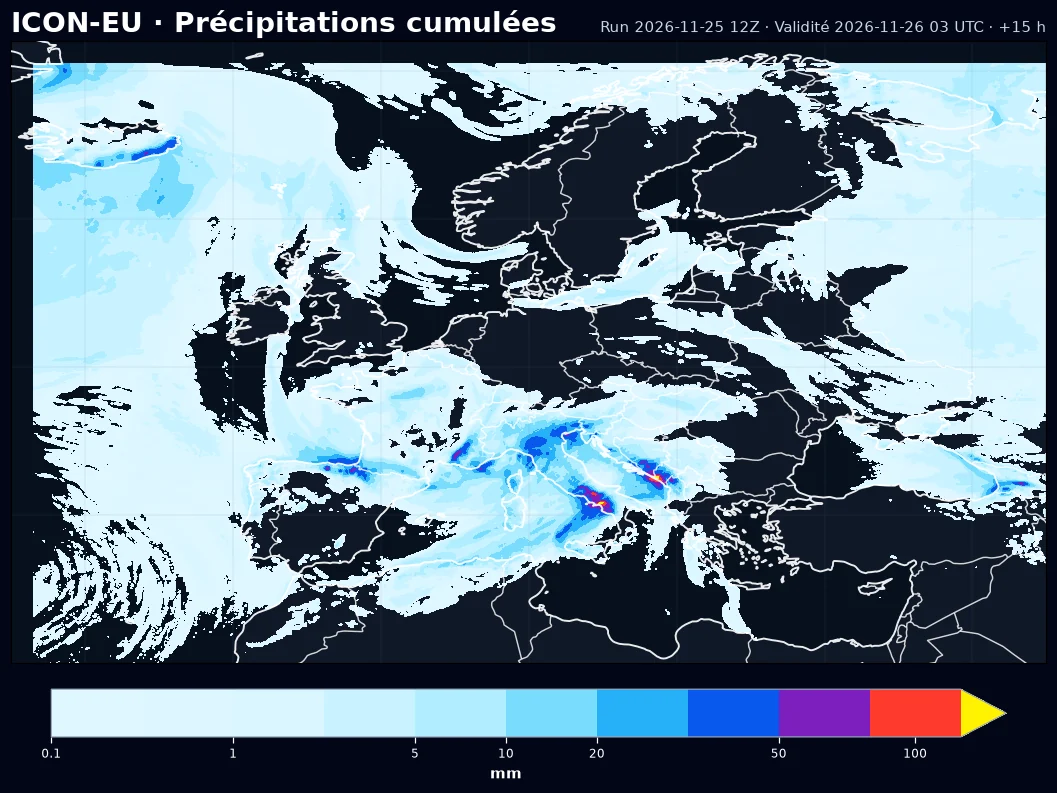 ICON-EU · Précipitations cumulées
Run 2026-11-25 12Z · Validité 2026-11-26 03 UTC · +15 h
0.1 1 5 10 20 50 100
mm